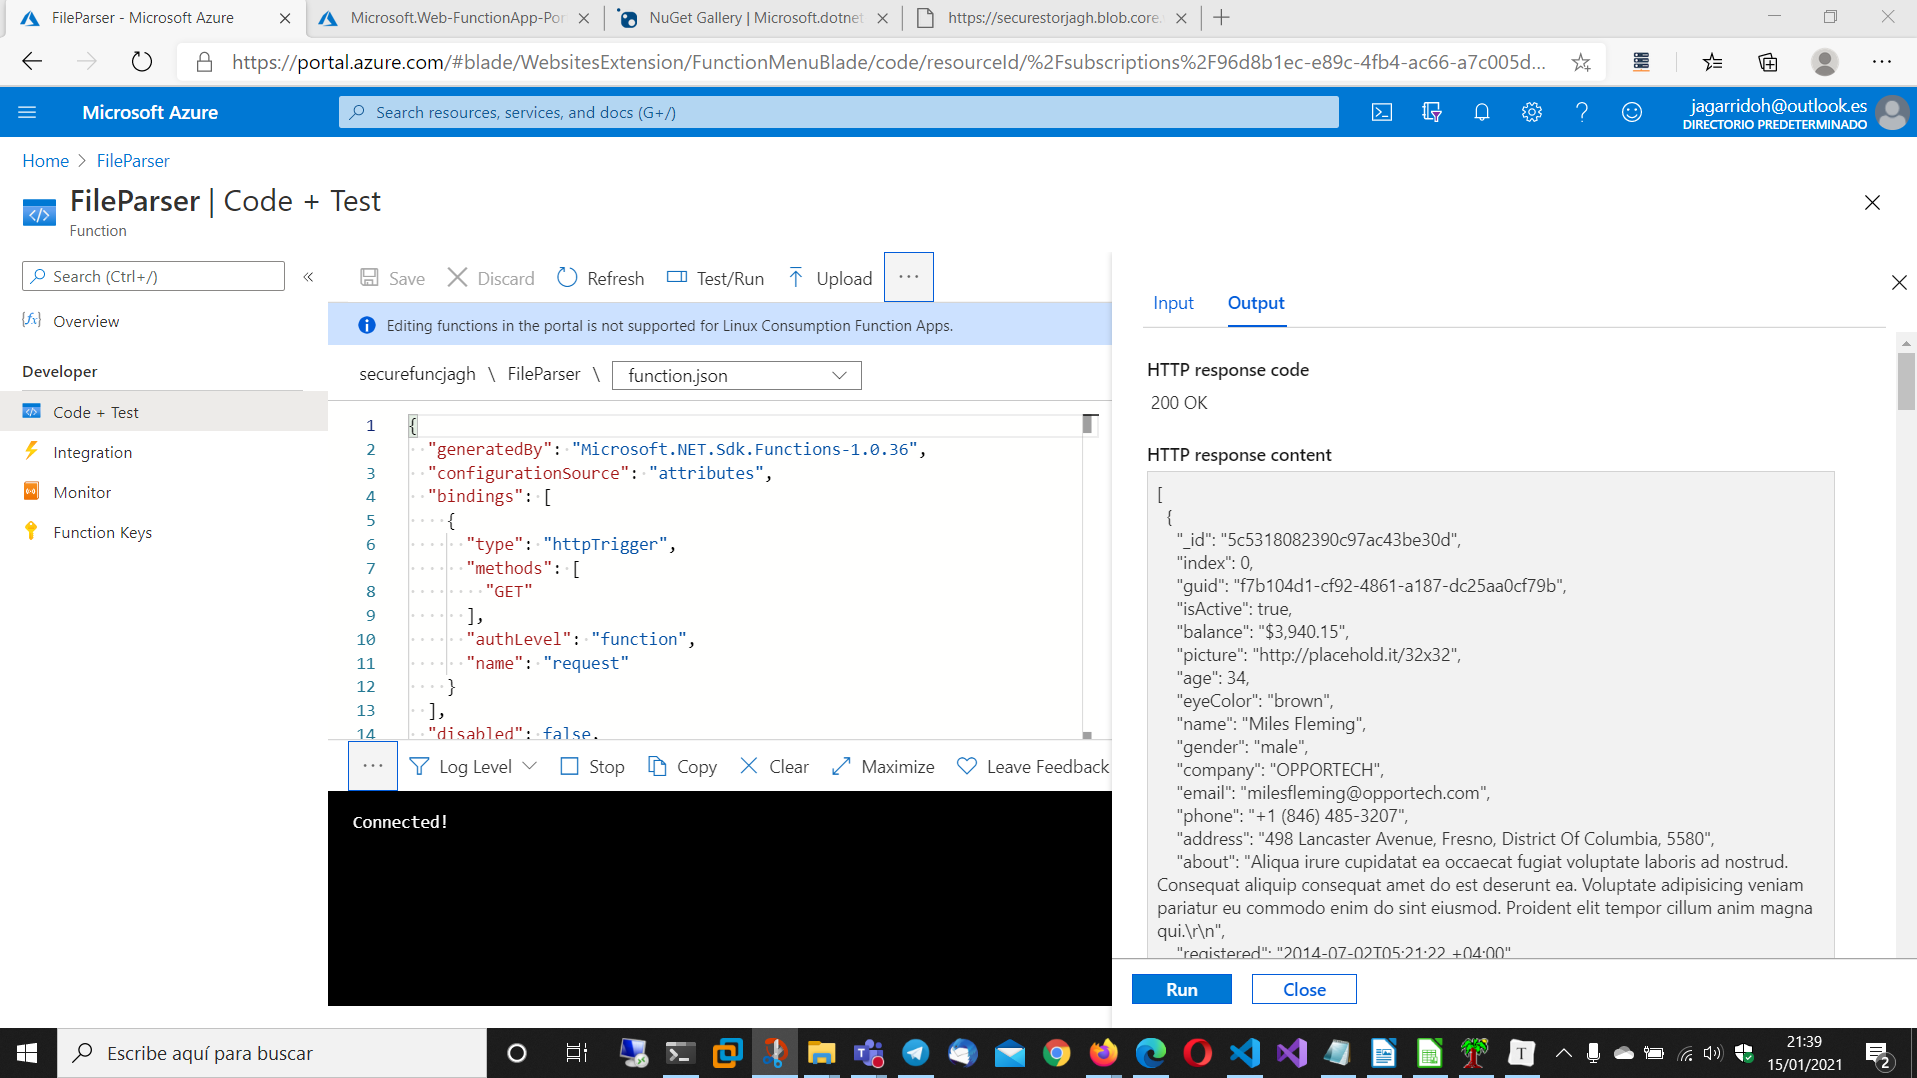 FileParser - Microsoft Azure
Microsoft.Web-FunctionApp-Por
NuGet Gallery | Microsoft.dotnet
https://securestorjagh.blob.core.
https://portal.azure.com/#blade/WebsitesExtension/FunctionMenuBlade/code/resourceId/%2Fsubscriptions%2F96d8b1ec-e89c-4fb4-ac66-a7c005d...
Microsoft Azure
Search resources, services, and docs (G+/)
jagarridoh@outlook.es
DIRECTORIO PREDETERMINADO
Home > FileParser
FileParser | Code + Test
Function
Search (Ctrl+/)
«
Overview
Developer
Code + Test
Integration
Monitor
Function Keys
Save
Discard
Refresh
Test/Run
Upload
...
Editing functions in the portal is not supported for Linux Consumption Function Apps.
securefuncjagh \ FileParser \ function.json
1 {
2 "generatedBy": "Microsoft.NET.Sdk.Functions-1.0.36",
3 "configurationSource": "attributes",
4 "bindings": [
5 {
6 "type": "httpTrigger",
7 "methods": [
8 "GET"
9 ],
10 "authLevel": "function",
11 "name": "request"
12 }
13 ],
14 "disabled": false,
...
Log Level
Stop
Copy
Clear
Maximize
Leave Feedback
Connected!
Input
Output
HTTP response code
200 OK
HTTP response content
[
{
"_id": "5c5318082390c97ac43be30d",
"index": 0,
"guid": "f7b104d1-cf92-4861-a187-dc25aa0cf79b",
"isActive": true,
"balance": "$3,940.15",
"picture": "http://placehold.it/32x32",
"age": 34,
"eyeColor": "brown",
"name": "Miles Fleming",
"gender": "male",
"company": "OPPORTECH",
"email": "milesfleming@opportech.com",
"phone": "+1 (846) 485-3207",
"address": "498 Lancaster Avenue, Fresno, District Of Columbia, 5580",
"about": "Aliqua irure cupidatat ea occaecat fugiat voluptate laboris ad nostrud.
Consequat aliquip consequat amet do est deserunt ea. Voluptate adipisicing veniam
pariatur eu commodo enim do sint eiusmod. Proident elit tempor cillum anim magna
qui.\r\n",
"registered": "2014-07-02T05:21:22 +04:00"
Run
Close
Escribe aquí para buscar
21:39
15/01/2021
2